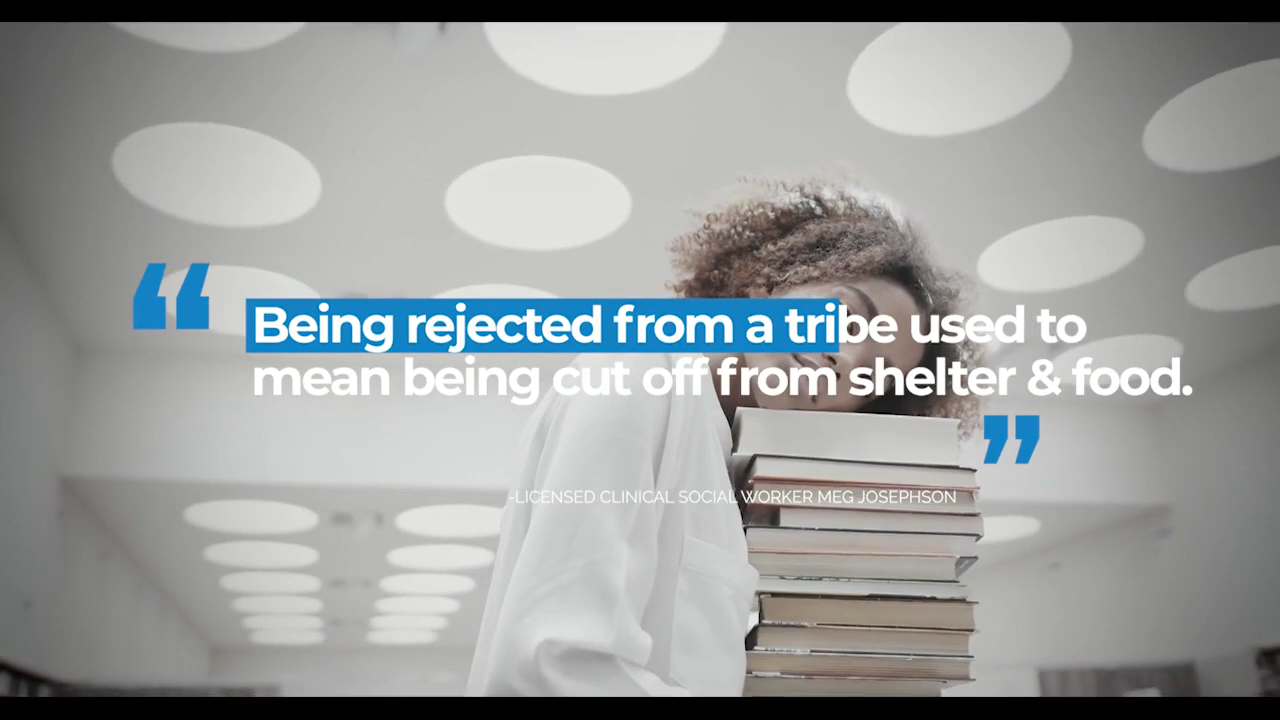 “Being rejected from a tribe used to
mean being cut off from shelter & food.”
-LICENSED CLINICAL SOCIAL WORKER MEG JOSEPHSON